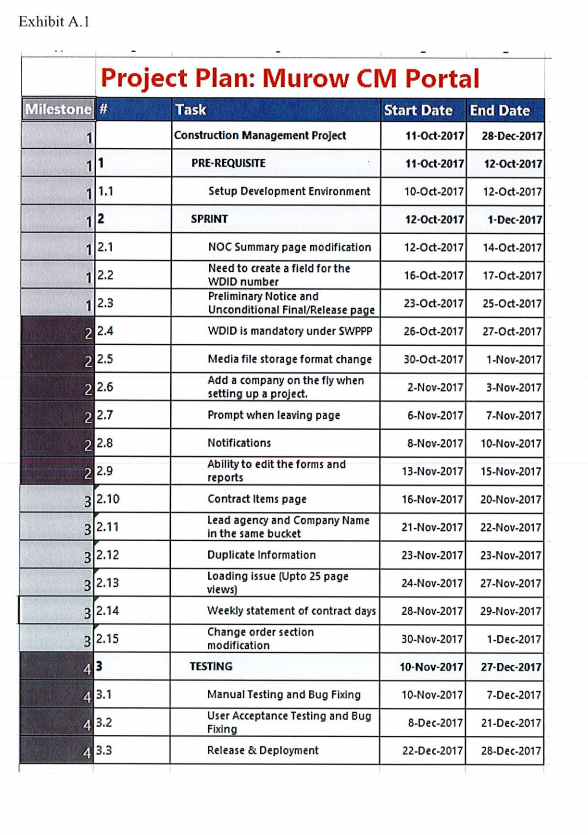 Exhibit A.1
Project Plan: Murow CM Portal
Milestone # Task Start Date End Date
1 Construction Management Project 11-Oct-2017 28-Dec-2017
1 1 PRE-REQUISITE 11-Oct-2017 12-Oct-2017
1 1.1 Setup Development Environment 10-Oct-2017 12-Oct-2017
1 2 SPRINT 12-Oct-2017 1-Dec-2017
1 2.1 NOC Summary page modification 12-Oct-2017 14-Oct-2017
1 2.2 Need to create a field for the
WDID number 16-Oct-2017 17-Oct-2017
1 2.3 Preliminary Notice and
Unconditional Final/Release page 23-Oct-2017 25-Oct-2017
2 2.4 WDID is mandatory under SWPPP 26-Oct-2017 27-Oct-2017
2 2.5 Media file storage format change 30-Oct-2017 1-Nov-2017
2 2.6 Add a company on the fly when
setting up a project. 2-Nov-2017 3-Nov-2017
2 2.7 Prompt when leaving page 6-Nov-2017 7-Nov-2017
2 2.8 Notifications 8-Nov-2017 10-Nov-2017
2 2.9 Ability to edit the forms and
reports 13-Nov-2017 15-Nov-2017
3 2.10 Contract Items page 16-Nov-2017 20-Nov-2017
3 2.11 Lead agency and Company Name
in the same bucket 21-Nov-2017 22-Nov-2017
3 2.12 Duplicate Information 23-Nov-2017 23-Nov-2017
3 2.13 Loading issue (Upto 25 page
views) 24-Nov-2017 27-Nov-2017
3 2.14 Weekly statement of contract days 28-Nov-2017 29-Nov-2017
3 2.15 Change order section
modification 30-Nov-2017 1-Dec-2017
4 3 TESTING 10-Nov-2017 27-Dec-2017
4 3.1 Manual Testing and Bug Fixing 10-Nov-2017 7-Dec-2017
4 3.2 User Acceptance Testing and Bug
Fixing 8-Dec-2017 21-Dec-2017
4 3.3 Release & Deployment 22-Dec-2017 28-Dec-2017